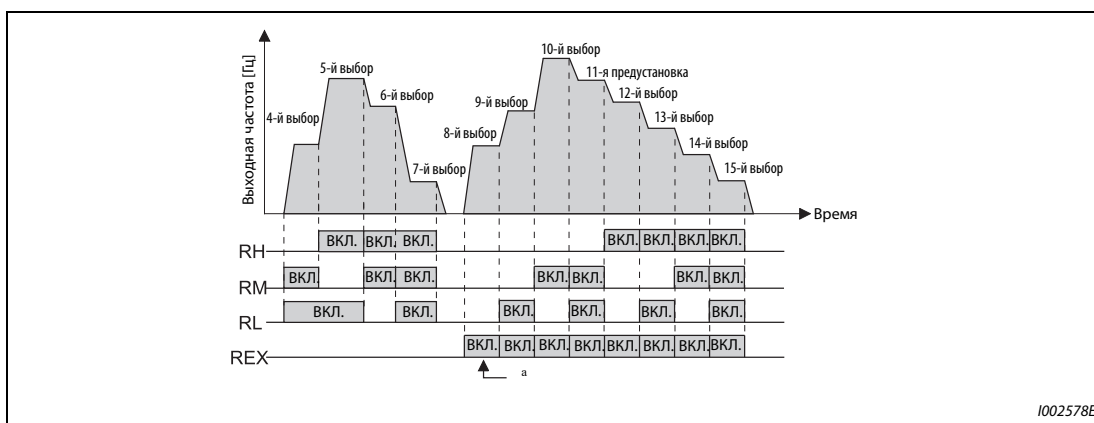 Выходная частота [Гц]
4-й выбор
5-й выбор
6-й выбор
7-й выбор
8-й выбор
9-й выбор
10-й выбор
11-я предустановка
12-й выбор
13-й выбор
14-й выбор
15-й выбор
Время
RH ВКЛ. ВКЛ. ВКЛ. ВКЛ. ВКЛ. ВКЛ. ВКЛ.
RM ВКЛ. ВКЛ. ВКЛ. ВКЛ. ВКЛ. ВКЛ. ВКЛ.
RL ВКЛ. ВКЛ. ВКЛ. ВКЛ. ВКЛ. ВКЛ.
REX ВКЛ. ВКЛ. ВКЛ. ВКЛ. ВКЛ. ВКЛ. ВКЛ. ВКЛ.
a
I002578E